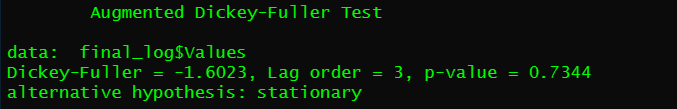 Augmented Dickey-Fuller Test
data:  final_log$Values
Dickey-Fuller = -1.6023, Lag order = 3, p-value = 0.7344
alternative hypothesis: stationary